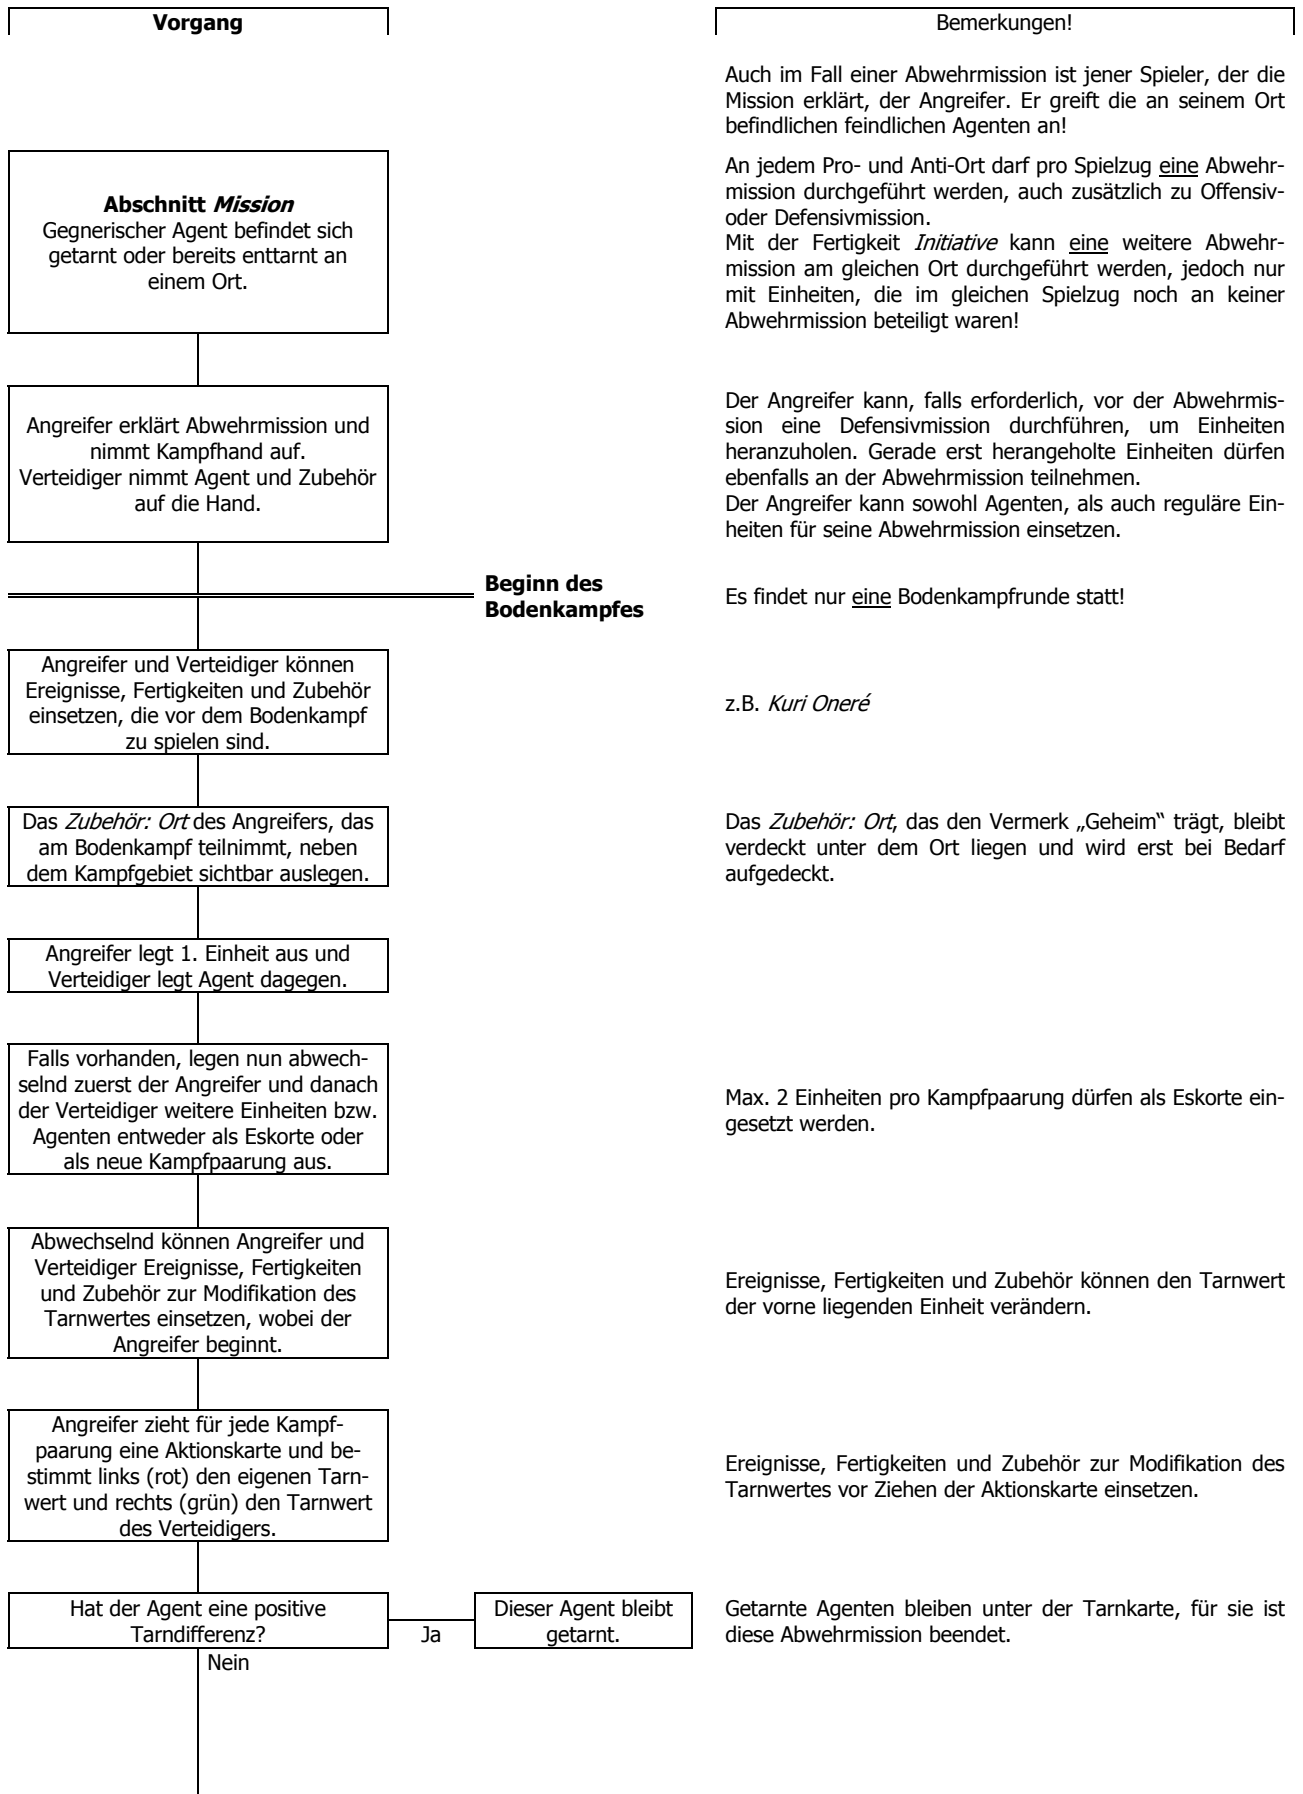 Vorgang
Bemerkungen!
Auch im Fall einer Abwehrmission ist jener Spieler, der die
Mission erklärt, der Angreifer. Er greift die an seinem Ort
befindlichen feindlichen Agenten an!
Abschnitt Mission
Gegnerischer Agent befindet sich
getarnt oder bereits enttarnt an
einem Ort.
An jedem Pro- und Anti-Ort darf pro Spielzug eine Abwehr-
mission durchgeführt werden, auch zusätzlich zu Offensiv-
oder Defensivmission.
Mit der Fertigkeit Initiative kann eine weitere Abwehr-
mission am gleichen Ort durchgeführt werden, jedoch nur
mit Einheiten, die im gleichen Spielzug noch an keiner
Abwehrmission beteiligt waren!
Angreifer erklärt Abwehrmission und
nimmt Kampfhand auf.
Verteidiger nimmt Agent und Zubehör
auf die Hand.
Der Angreifer kann, falls erforderlich, vor der Abwehrmis-
sion eine Defensivmission durchführen, um Einheiten
heranzuholen. Gerade erst herangeholte Einheiten dürfen
ebenfalls an der Abwehrmission teilnehmen.
Der Angreifer kann sowohl Agenten, als auch reguläre Ein-
heiten für seine Abwehrmission einsetzen.
Beginn des
Bodenkampfes
Es findet nur eine Bodenkampfrunde statt!
Angreifer und Verteidiger können
Ereignisse, Fertigkeiten und Zubehör
einsetzen, die vor dem Bodenkampf
zu spielen sind.
z.B. Kuri Oneré
Das Zubehör: Ort des Angreifers, das
am Bodenkampf teilnimmt, neben
dem Kampfgebiet sichtbar auslegen.
Das Zubehör: Ort, das den Vermerk „Geheim“ trägt, bleibt
verdeckt unter dem Ort liegen und wird erst bei Bedarf
aufgedeckt.
Angreifer legt 1. Einheit aus und
Verteidiger legt Agent dagegen.
Falls vorhanden, legen nun abwech-
selnd zuerst der Angreifer und danach
der Verteidiger weitere Einheiten bzw.
Agenten entweder als Eskorte oder
als neue Kampfpaarung aus.
Max. 2 Einheiten pro Kampfpaarung dürfen als Eskorte ein-
gesetzt werden.
Abwechselnd können Angreifer und
Verteidiger Ereignisse, Fertigkeiten
und Zubehör zur Modifikation des
Tarnwertes einsetzen, wobei der
Angreifer beginnt.
Ereignisse, Fertigkeiten und Zubehör können den Tarnwert
der vorne liegenden Einheit verändern.
Angreifer zieht für jede Kampf-
paarung eine Aktionskarte und be-
stimmt links (rot) den eigenen Tarn-
wert und rechts (grün) den Tarnwert
des Verteidigers.
Ereignisse, Fertigkeiten und Zubehör zur Modifikation des
Tarnwertes vor Ziehen der Aktionskarte einsetzen.
Hat der Agent eine positive
Tarndifferenz?
Ja
Dieser Agent bleibt
getarnt.
Getarnte Agenten bleiben unter der Tarnkarte, für sie ist
diese Abwehrmission beendet.
Nein